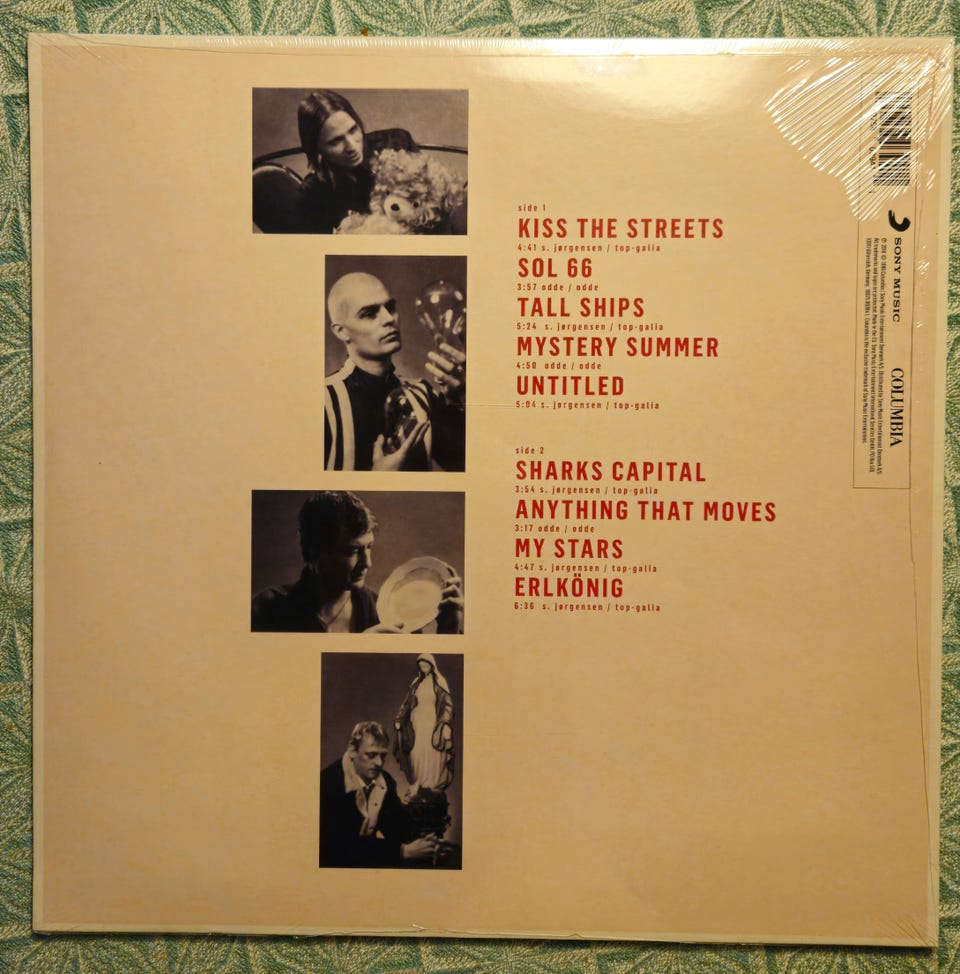 side 1
KISS THE STREETS
4:41 s. jørgensen / top-galia
SOL 66
3:57 odde / odde
TALL SHIPS
5:24 s. jørgensen / top-galia
MYSTERY SUMMER
4:50 odde / odde
UNTITLED
5:04 s. jørgensen / top-galia
side 2
SHARKS CAPITAL
3:54 s. jørgensen / top-galia
ANYTHING THAT MOVES
3:17 odde / odde
MY STARS
4:47 s. jørgensen / top-galia
ERLKÖNIG
6:36 s. jørgensen / top-galia
SONY MUSIC
COLUMBIA